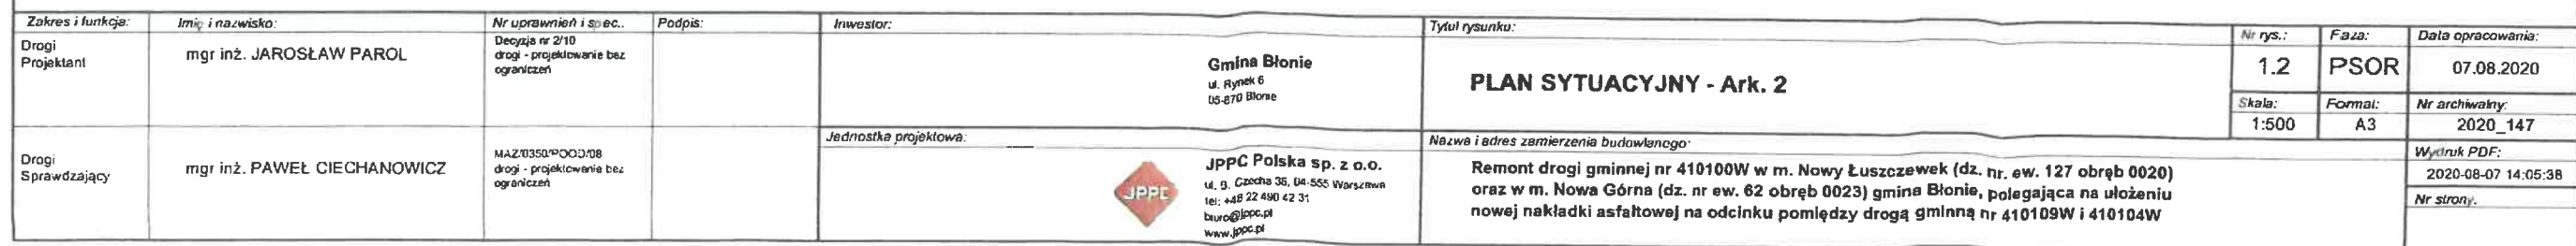 Zakres i funkcja:
Imię i nazwisko:
Nr uprawnień i spec..
Podpis:
Drogi
Projektant
mgr inż. JAROSŁAW PAROL
Decyzja nr 2/10
drogi - projektowanie bez
ograniczeń
Drogi
Sprawdzający
mgr inż. PAWEŁ CIECHANOWICZ
MAZ/0350/POOD/08
drogi - projektowanie bez
ograniczeń
Inwestor:
Gmina Błonie
ul. Rynek 6
05-870 Błonie
Jednostka projektowa:
JPPC
JPPC Polska sp. z o.o.
ul. B. Czecha 36, 04-555 Warszawa
tel: +48 22 490 42 31
biuro@jppc.pl
www.jppc.pl
Tytuł rysunku:
PLAN SYTUACYJNY - Ark. 2
Nazwa i adres zamierzenia budowlanego:
Remont drogi gminnej nr 410100W w m. Nowy Łuszczewek (dz. nr. ew. 127 obręb 0020)
oraz w m. Nowa Górna (dz. nr ew. 62 obręb 0023) gmina Błonie, polegająca na ułożeniu
nowej nakładki asfaltowej na odcinku pomiędzy drogą gminną nr 410109W i 410104W
Nr rys.:
1.2
Faza:
PSOR
Data opracowania:
07.08.2020
Skala:
1:500
Format:
A3
Nr archiwalny:
2020_147
Wydruk PDF:
2020-08-07 14:05:38
Nr strony.